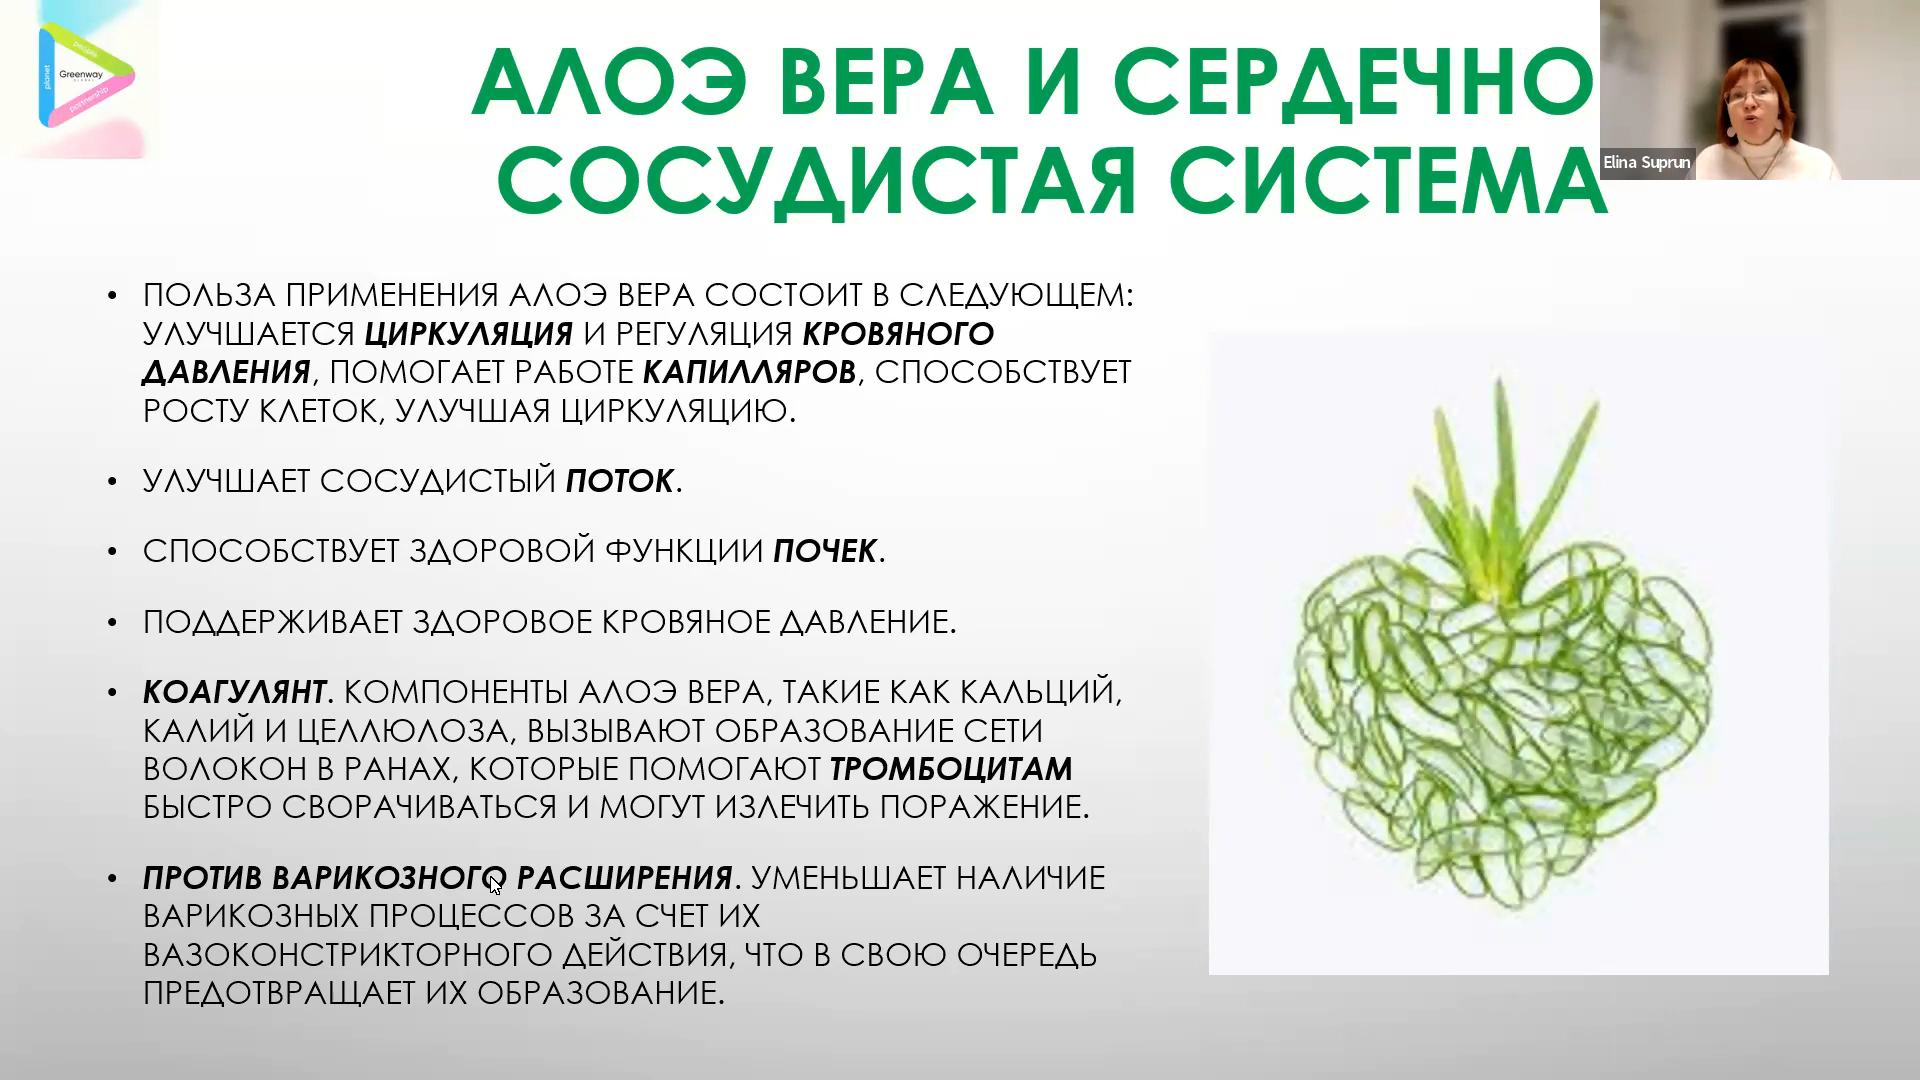 people
planet
Greenway
GLOBAL
partnership
АЛОЭ ВЕРА И СЕРДЕЧНО
СОСУДИСТАЯ СИСТЕМА
Elina Suprun
• ПОЛЬЗА ПРИМЕНЕНИЯ АЛОЭ ВЕРА СОСТОИТ В СЛЕДУЮЩЕМ:
УЛУЧШАЕТСЯ ЦИРКУЛЯЦИЯ И РЕГУЛЯЦИЯ КРОВЯНОГО
ДАВЛЕНИЯ, ПОМОГАЕТ РАБОТЕ КАПИЛЛЯРОВ, СПОСОБСТВУЕТ
РОСТУ КЛЕТОК, УЛУЧШАЯ ЦИРКУЛЯЦИЮ.
• УЛУЧШАЕТ СОСУДИСТЫЙ ПОТОК.
• СПОСОБСТВУЕТ ЗДОРОВОЙ ФУНКЦИИ ПОЧЕК.
• ПОДДЕРЖИВАЕТ ЗДОРОВОЕ КРОВЯНОЕ ДАВЛЕНИЕ.
• КОАГУЛЯНТ. КОМПОНЕНТЫ АЛОЭ ВЕРА, ТАКИЕ КАК КАЛЬЦИЙ,
КАЛИЙ И ЦЕЛЛЮЛОЗА, ВЫЗЫВАЮТ ОБРАЗОВАНИЕ СЕТИ
ВОЛОКОН В РАНАХ, КОТОРЫЕ ПОМОГАЮТ ТРОМБОЦИТАМ
БЫСТРО СВОРАЧИВАТЬСЯ И МОГУТ ИЗЛЕЧИТЬ ПОРАЖЕНИЕ.
• ПРОТИВ ВАРИКОЗНОГО РАСШИРЕНИЯ. УМЕНЬШАЕТ НАЛИЧИЕ
ВАРИКОЗНЫХ ПРОЦЕССОВ ЗА СЧЕТ ИХ
ВАЗОКОНСТРИКТОРНОГО ДЕЙСТВИЯ, ЧТО В СВОЮ ОЧЕРЕДЬ
ПРЕДОТВРАЩАЕТ ИХ ОБРАЗОВАНИЕ.